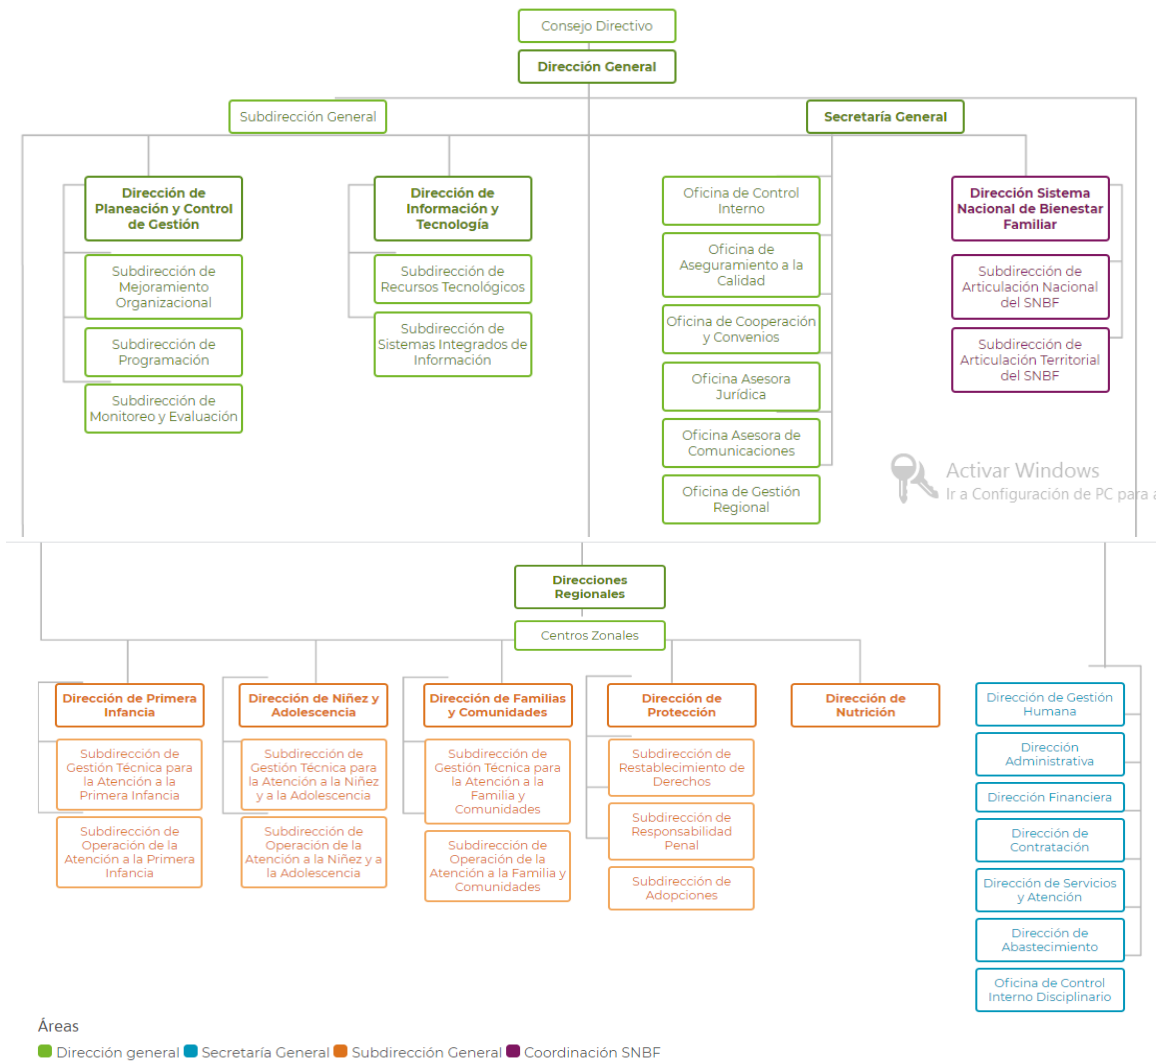 Consejo Directivo
Dirección General
Subdirección General
Secretaría General
Dirección de
Planeación y Control
de Gestión
Subdirección de
Mejoramiento
Organizacional
Subdirección de
Programación
Subdirección de
Monitoreo y Evaluación
Dirección de
Información y
Tecnología
Subdirección de
Recursos Tecnológicos
Subdirección de
Sistemas Integrados de
Información
Oficina de Control
Interno
Oficina de
Aseguramiento a la
Calidad
Oficina de Cooperación
y Convenios
Oficina Asesora
Jurídica
Oficina Asesora de
Comunicaciones
Oficina de Gestión
Regional
Dirección Sistema
Nacional de Bienestar
Familiar
Subdirección de
Articulación Nacional
del SNBF
Subdirección de
Articulación Territorial
del SNBF
Activar Windows
Ir a Configuración de PC para a
Direcciones
Regionales
Centros Zonales
Dirección de Primera
Infancia
Subdirección de
Gestión Técnica para
la Atención a la
Primera Infancia
Subdirección de
Operación de la
Atención a la Primera
Infancia
Dirección de Niñez y
Adolescencia
Subdirección de
Gestión Técnica para
la Atención a la Niñez
y a la Adolescencia
Subdirección de
Operación de la
Atención a la Niñez y a
la Adolescencia
Dirección de Familias
y Comunidades
Subdirección de
Gestión Técnica para
la Atención a la
Familia y
Comunidades
Subdirección de
Operación de la
Atención a la Familia y
Comunidades
Dirección de
Protección
Subdirección de
Restablecimiento de
Derechos
Subdirección de
Responsabilidad
Penal
Subdirección de
Adopciones
Dirección de
Nutrición
Dirección de Gestión
Humana
Dirección
Administrativa
Dirección Financiera
Dirección de
Contratación
Dirección de Servicios
y Atención
Dirección de
Abastecimiento
Oficina de Control
Interno Disciplinario
Áreas
Dirección general Secretaría General Subdirección General Coordinación SNBF